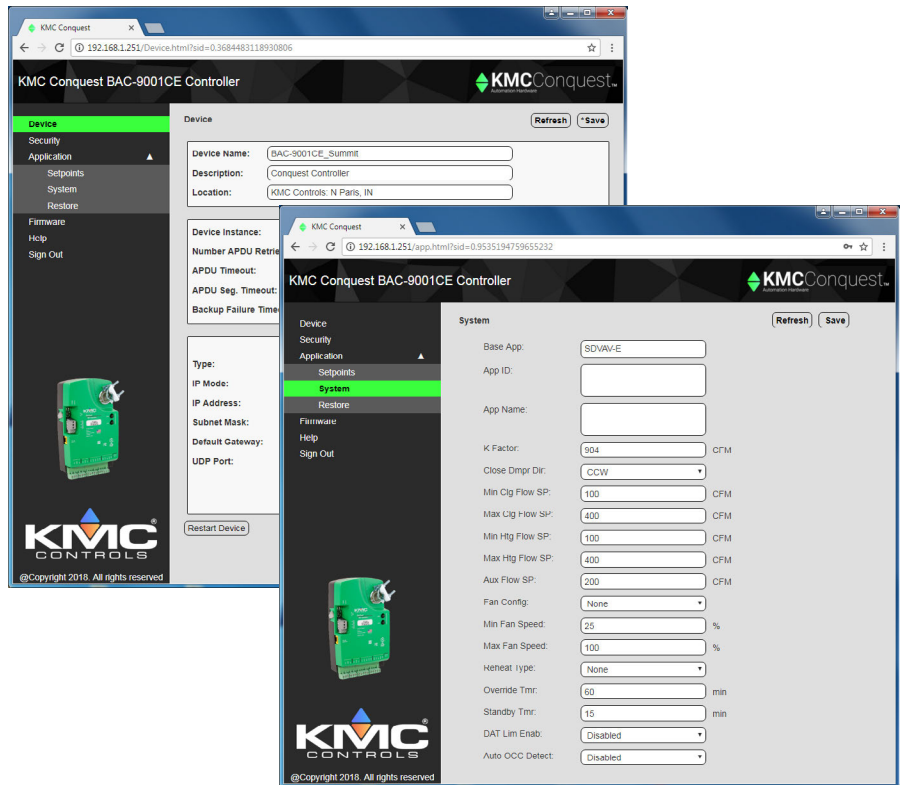 KMC Conquest
192.168.1.251/Device.html?sid=0.3684483118930806
KMC Conquest BAC-9001CE Controller
KMCConquest™
Automation Hardware
Device
Security
Application
Setpoints
System
Restore
Firmware
Help
Sign Out
KMC®
CONTROLS
@Copyright 2018. All rights reserved
Device
Refresh
*Save
Device Name: BAC-9001CE_Summit
Description: Conquest Controller
Location: KMC Controls: N Paris, IN
Device Instance:
Number APDU Retrie
APDU Timeout:
APDU Seg. Timeout:
Backup Failure Time
Type:
IP Mode:
IP Address:
Subnet Mask:
Default Gateway:
UDP Port:
Restart Device
KMC Conquest
192.168.1.251/app.html?sid=0.9535194759655232
KMC Conquest BAC-9001CE Controller
KMCConquest™
Automation Hardware
Device
Security
Application
Setpoints
System
Restore
Firmware
Help
Sign Out
KMC®
CONTROLS
@Copyright 2018. All rights reserved
System
Refresh
Save
Base App: SDVAV-E
App ID:
App Name:
K Factor: 904 CFM
Close Dmpr Dir: CCW
Min Clg Flow SP: 100 CFM
Max Clg Flow SP: 400 CFM
Min Htg Flow SP: 100 CFM
Max Htg Flow SP: 400 CFM
Aux Flow SP: 200 CFM
Fan Config: None
Min Fan Speed: 25 %
Max Fan Speed: 100 %
Reheat Type: None
Override Tmr: 60 min
Standby Tmr: 15 min
DAT Lim Enab: Disabled
Auto OCC Detect: Disabled